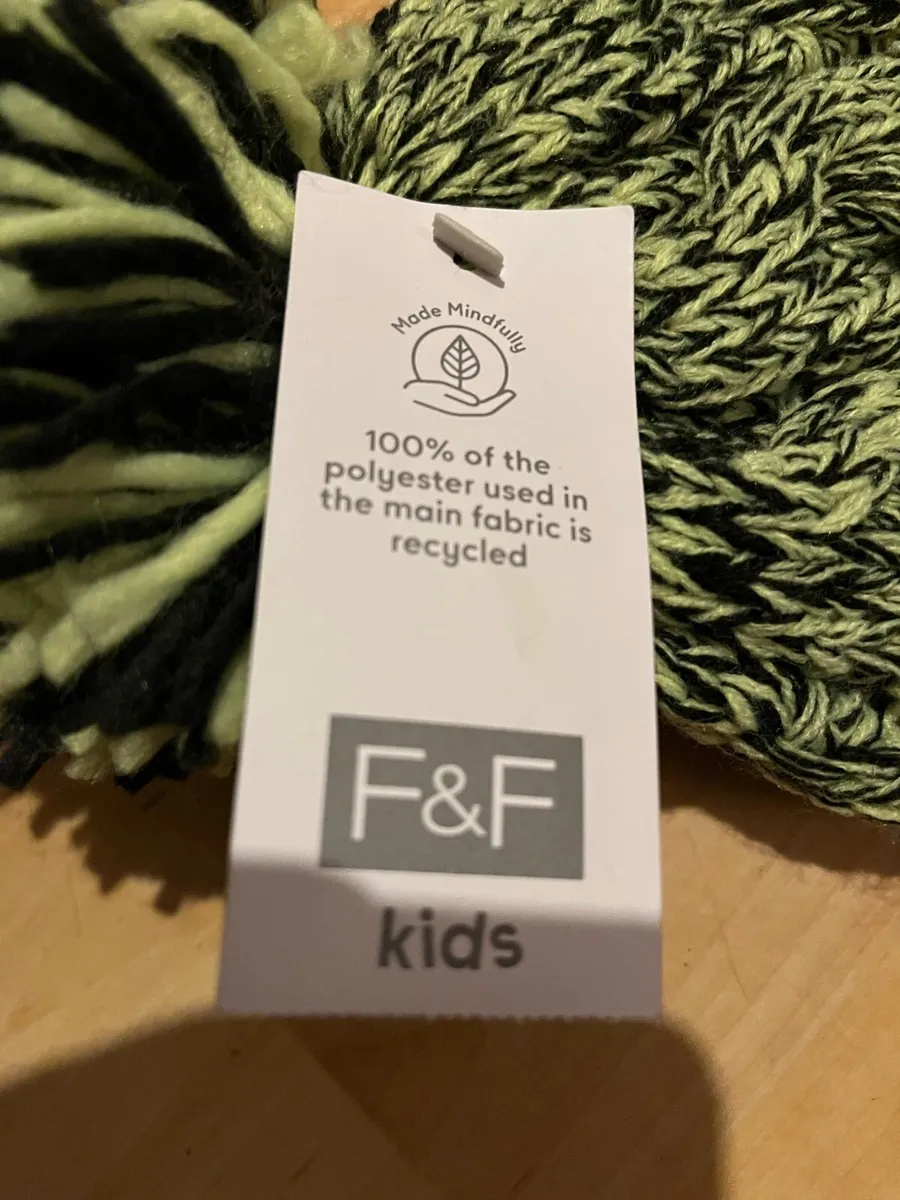 Made Mindfully
100% of the
polyester used in
the main fabric is
recycled
F&F
kids